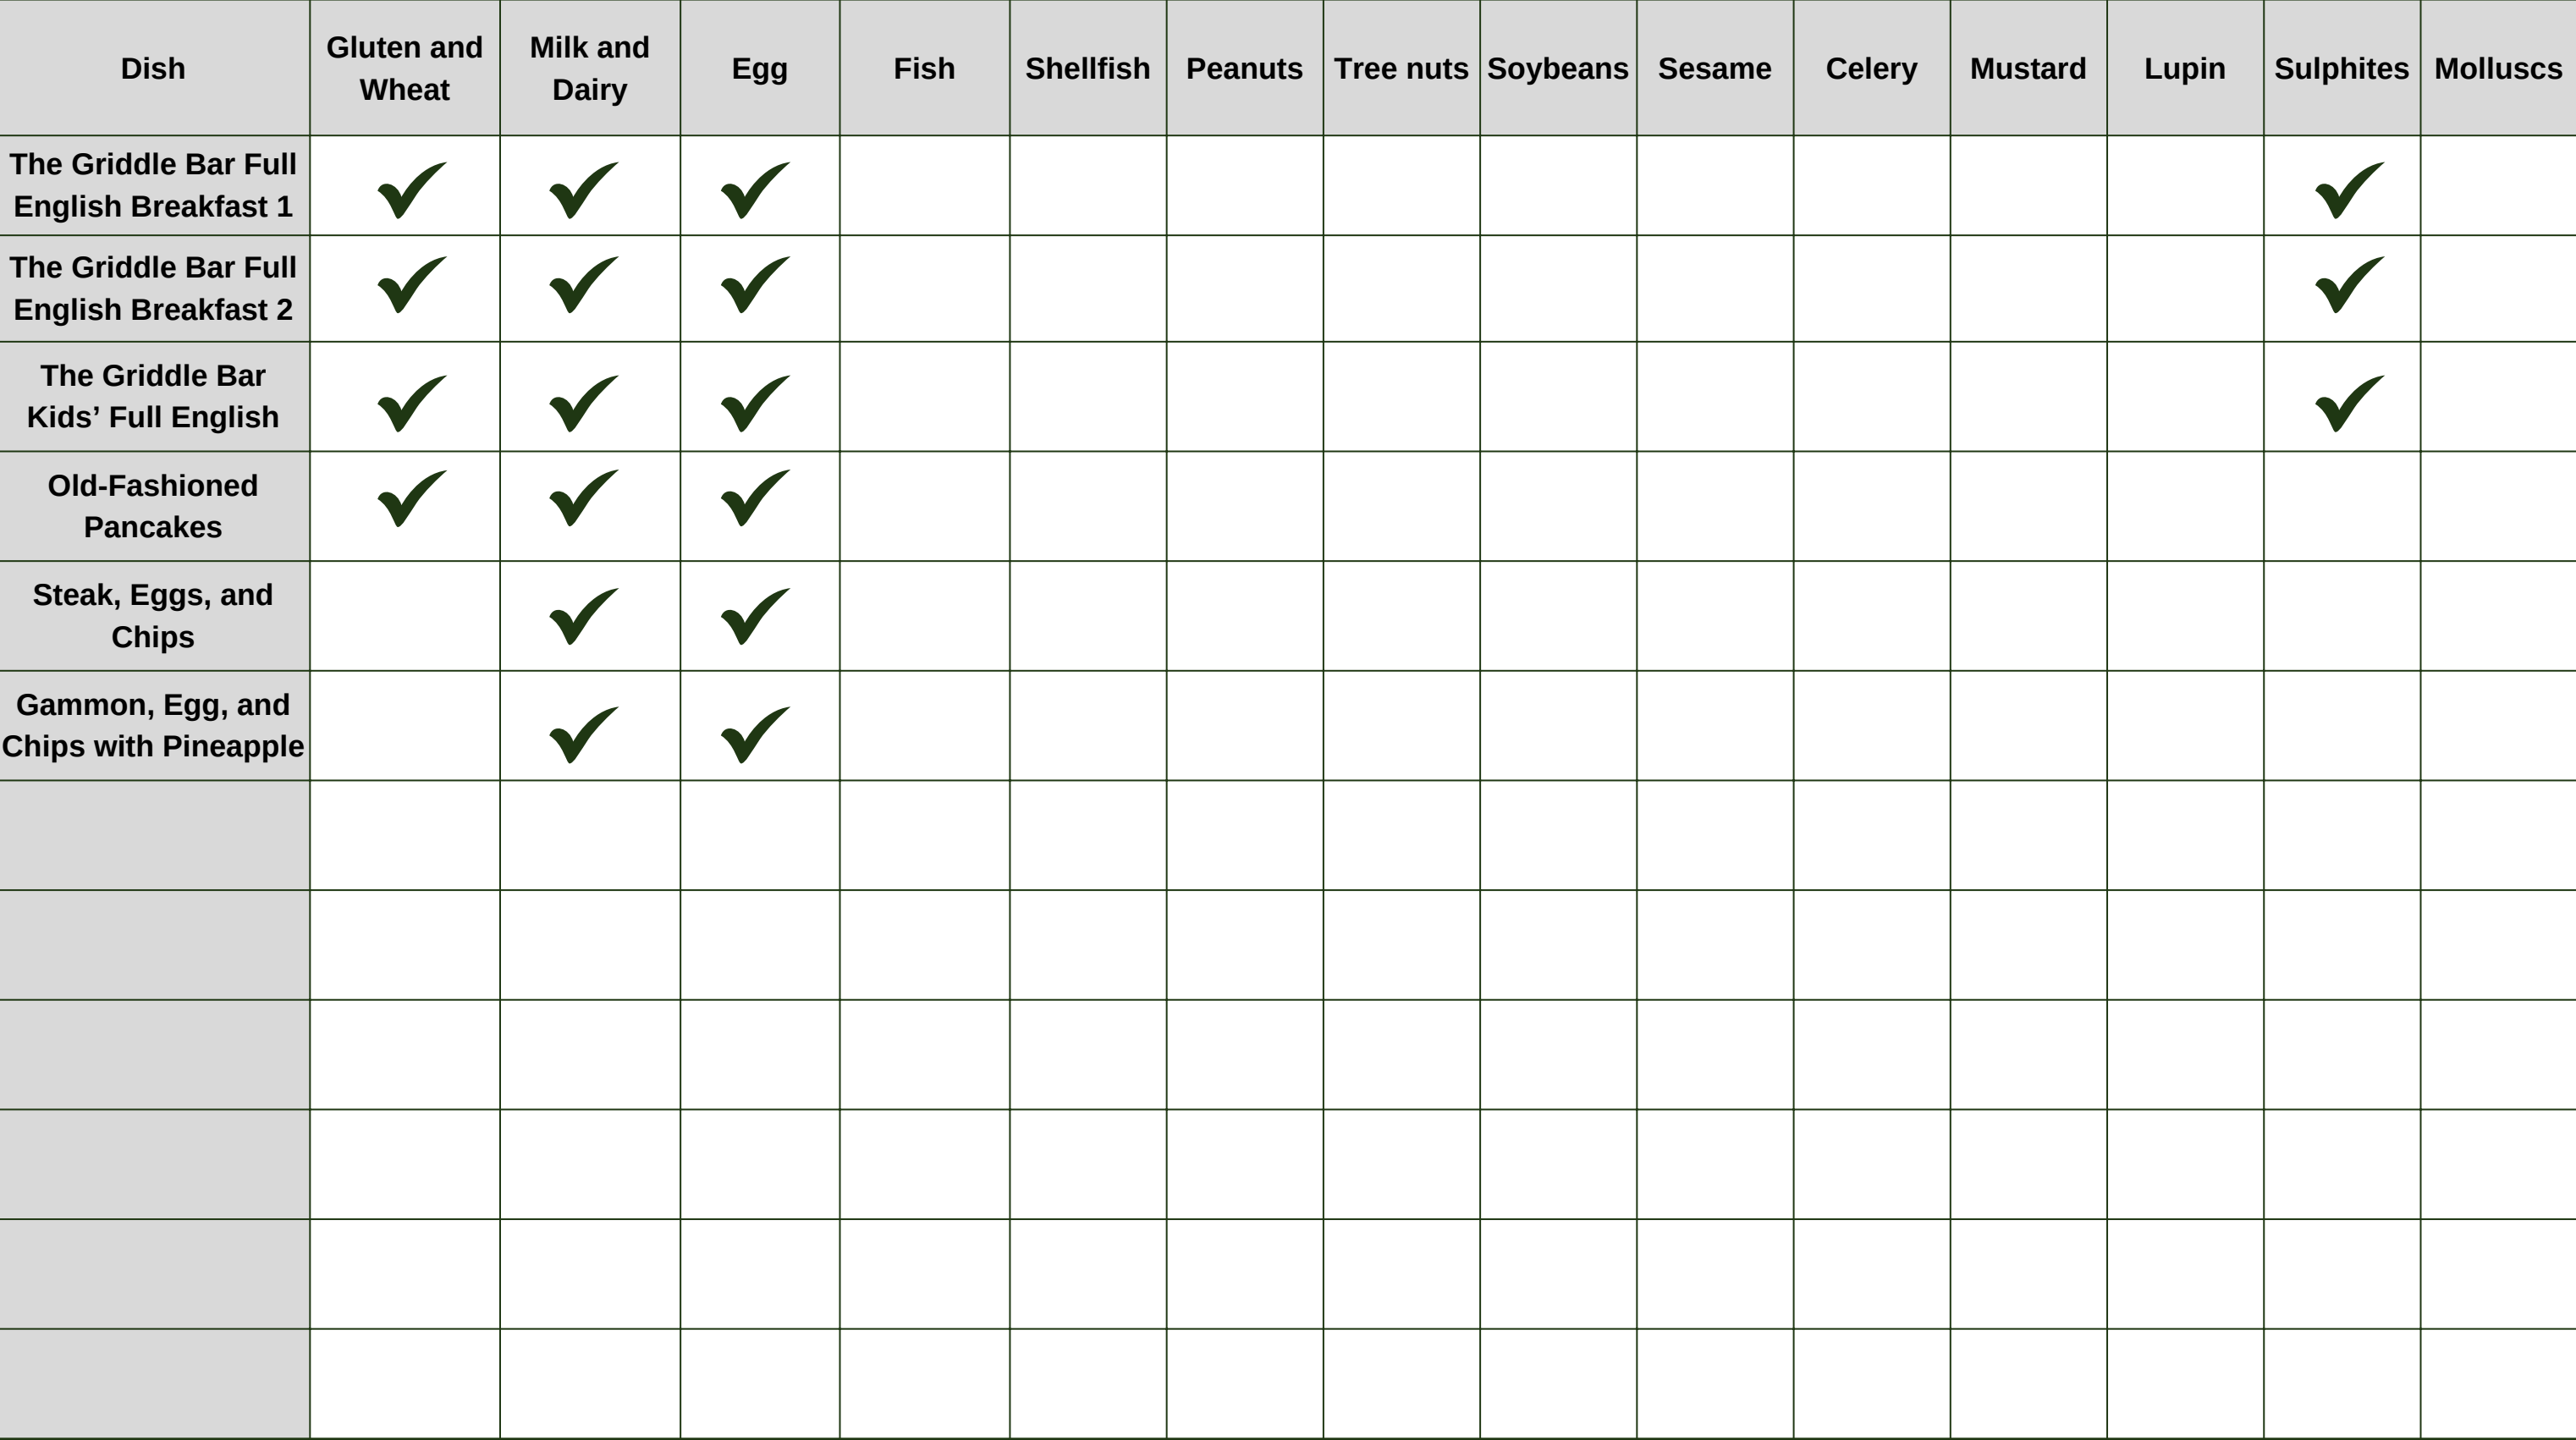 Dish
Gluten and
Wheat
Milk and
Dairy
Egg
Fish
Shellfish
Peanuts
Tree nuts
Soybeans
Sesame
Celery
Mustard
Lupin
Sulphites
Molluscs
The Griddle Bar Full
English Breakfast 1
The Griddle Bar Full
English Breakfast 2
The Griddle Bar
Kids’ Full English
Old-Fashioned
Pancakes
Steak, Eggs, and
Chips
Gammon, Egg, and
Chips with Pineapple